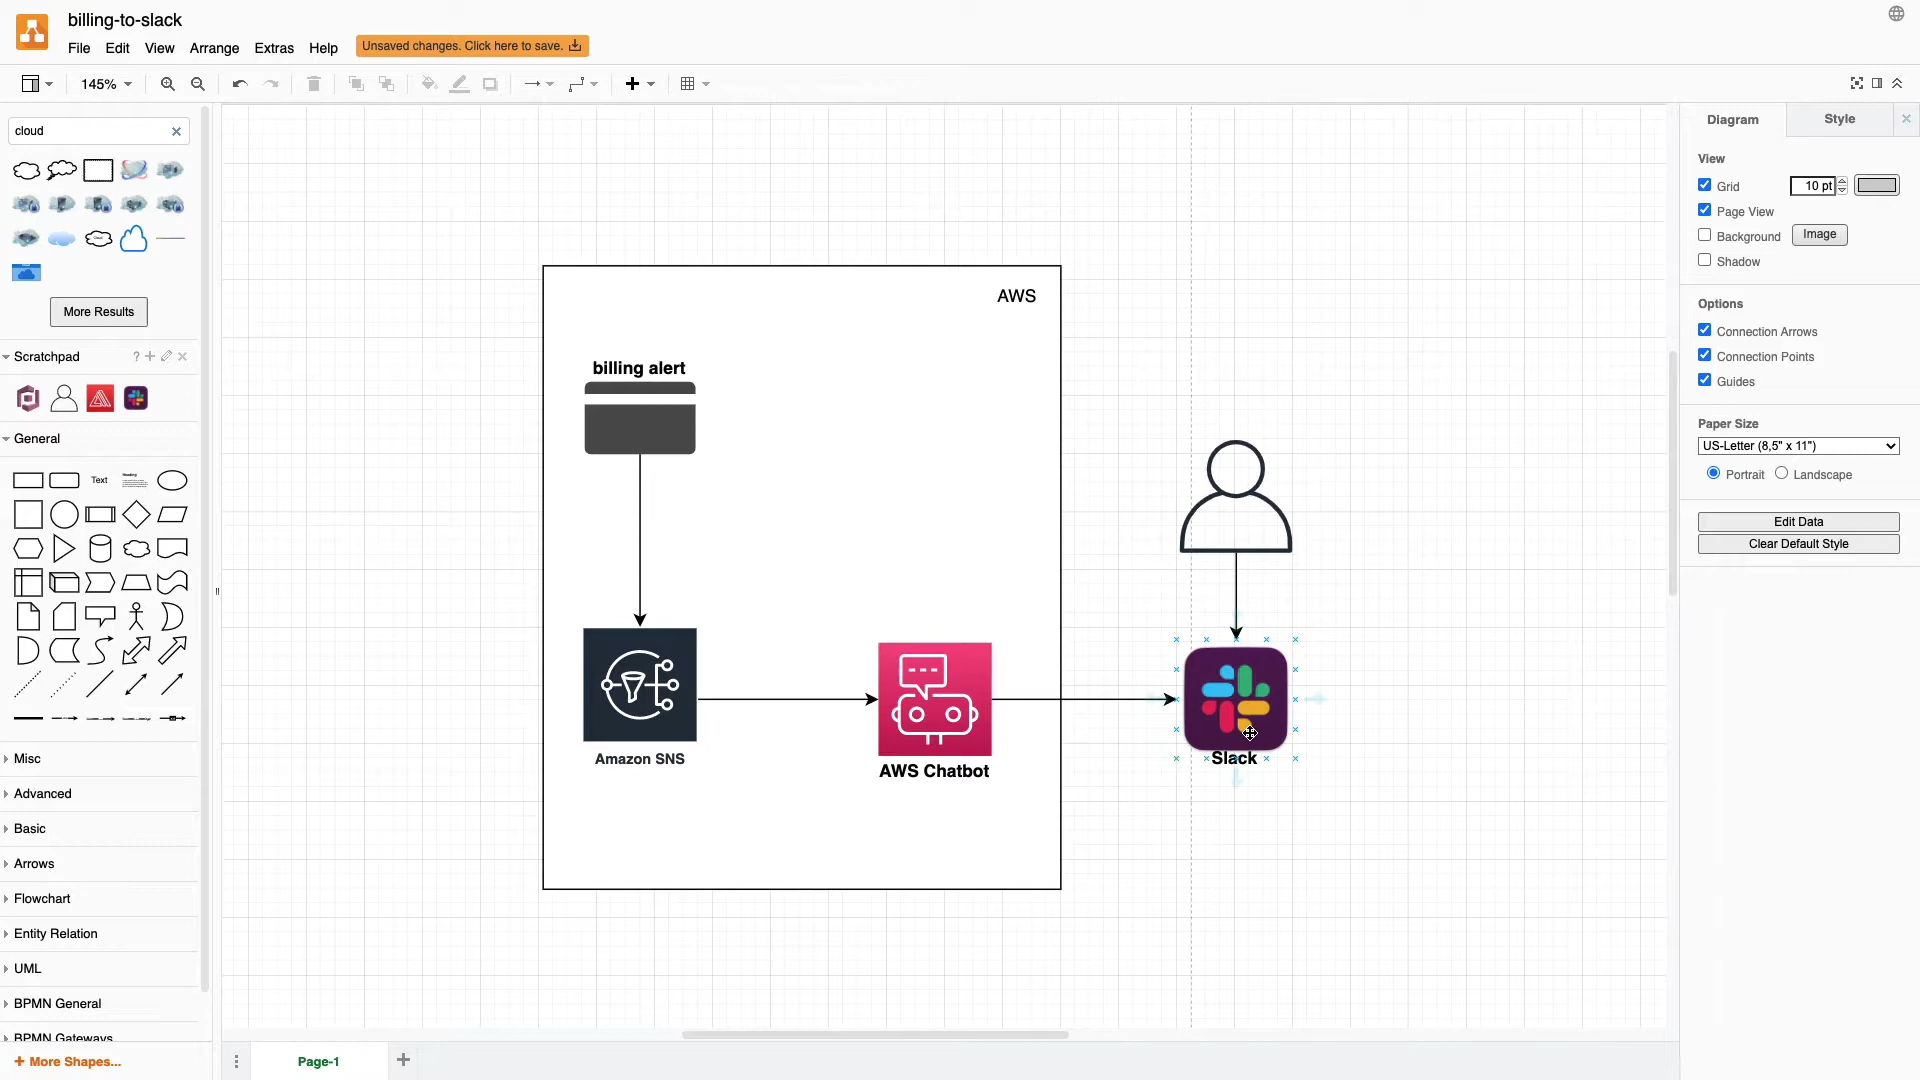 billing-to-slack
File Edit View Arrange Extras Help
Unsaved changes. Click here to save.
145%
cloud
More Results
Scratchpad
?
General
Text
Heading
Misc
Advanced
Basic
Arrows
Flowchart
Entity Relation
UML
BPMN General
BPMN Gateways
+ More Shapes...
AWS
billing alert
Amazon SNS
AWS Chatbot
Slack
Page-1
Diagram
Style
View
Grid
10 pt
Page View
Background
Image
Shadow
Options
Connection Arrows
Connection Points
Guides
Paper Size
US-Letter (8,5" x 11")
Portrait
Landscape
Edit Data
Clear Default Style